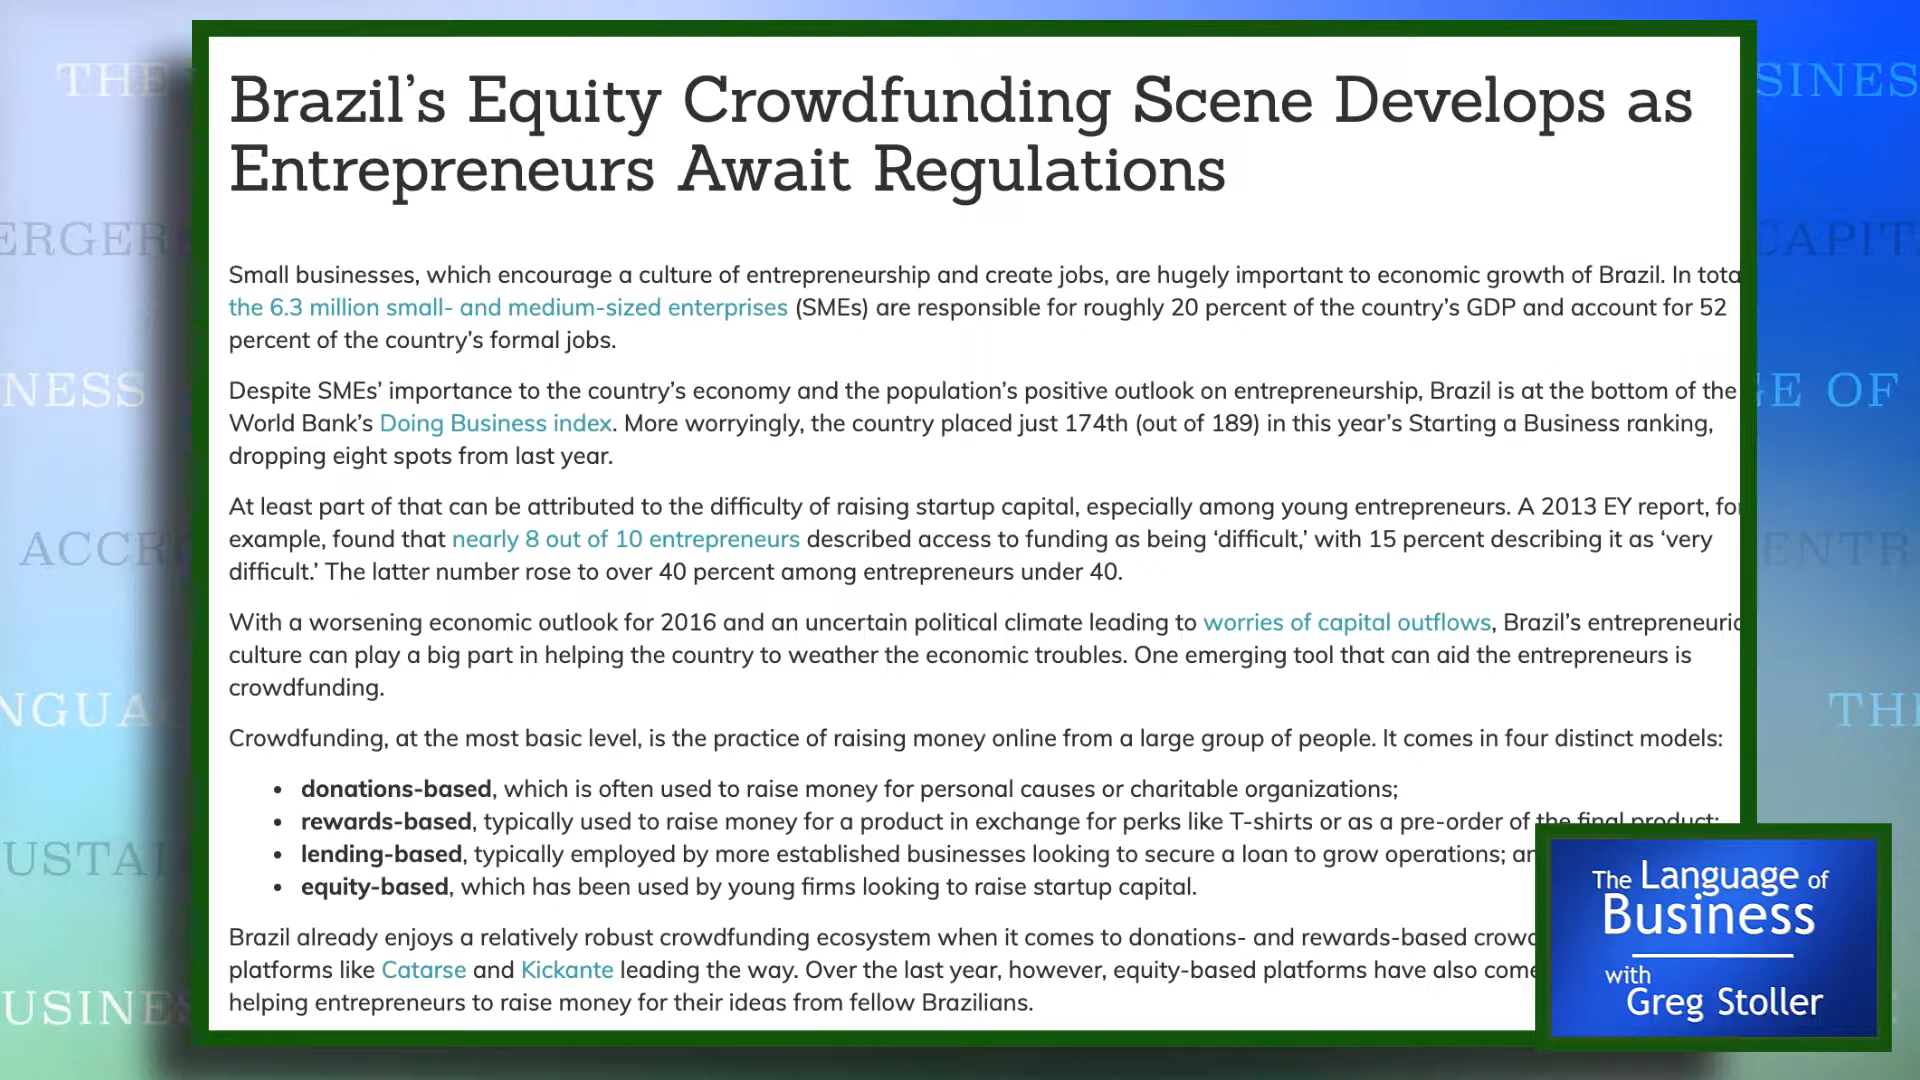 Brazil’s Equity Crowdfunding Scene Develops as
Entrepreneurs Await Regulations
Small businesses, which encourage a culture of entrepreneurship and create jobs, are hugely important to economic growth of Brazil. In
the 6.3 million small- and medium-sized enterprises (SMEs) are responsible for roughly 20 percent of the country’s GDP and account for 52
percent of the country’s formal jobs.
Despite SMEs’ importance to the country’s economy and the population’s positive outlook on entrepreneurship, Brazil is at the bottom of the
World Bank’s Doing Business index. More worryingly, the country placed just 174th (out of 189) in this year’s Starting a Business ranking,
dropping eight spots from last year.
At least part of that can be attributed to the difficulty of raising startup capital, especially among young entrepreneurs. A 2013 EY report,
example, found that nearly 8 out of 10 entrepreneurs described access to funding as being ‘difficult,’ with 15 percent describing it as ‘very
difficult.’ The latter number rose to over 40 percent among entrepreneurs under 40.
With a worsening economic outlook for 2016 and an uncertain political climate leading to worries of capital outflows, Brazil’s
culture can play a big part in helping the country to weather the economic troubles. One emerging tool that can aid the entrepreneurs is
crowdfunding.
Crowdfunding, at the most basic level, is the practice of raising money online from a large group of people. It comes in four distinct models:
• donations-based, which is often used to raise money for personal causes or charitable organizations;
• rewards-based, typically used to raise money for a product in exchange for perks like T-shirts or as a pre-order of the final product;
• lending-based, typically employed by more established businesses looking to secure a loan to grow operations;
• equity-based, which has been used by young firms looking to raise startup capital.
Brazil already enjoys a relatively robust crowdfunding ecosystem when it comes to donations- and rewards-based
platforms like Catarse and Kickante leading the way. Over the last year, however, equity-based platforms have also come
helping entrepreneurs to raise money for their ideas from fellow Brazilians.
The Language of
Business
with
Greg Stoller
THE
NESS
GE OF